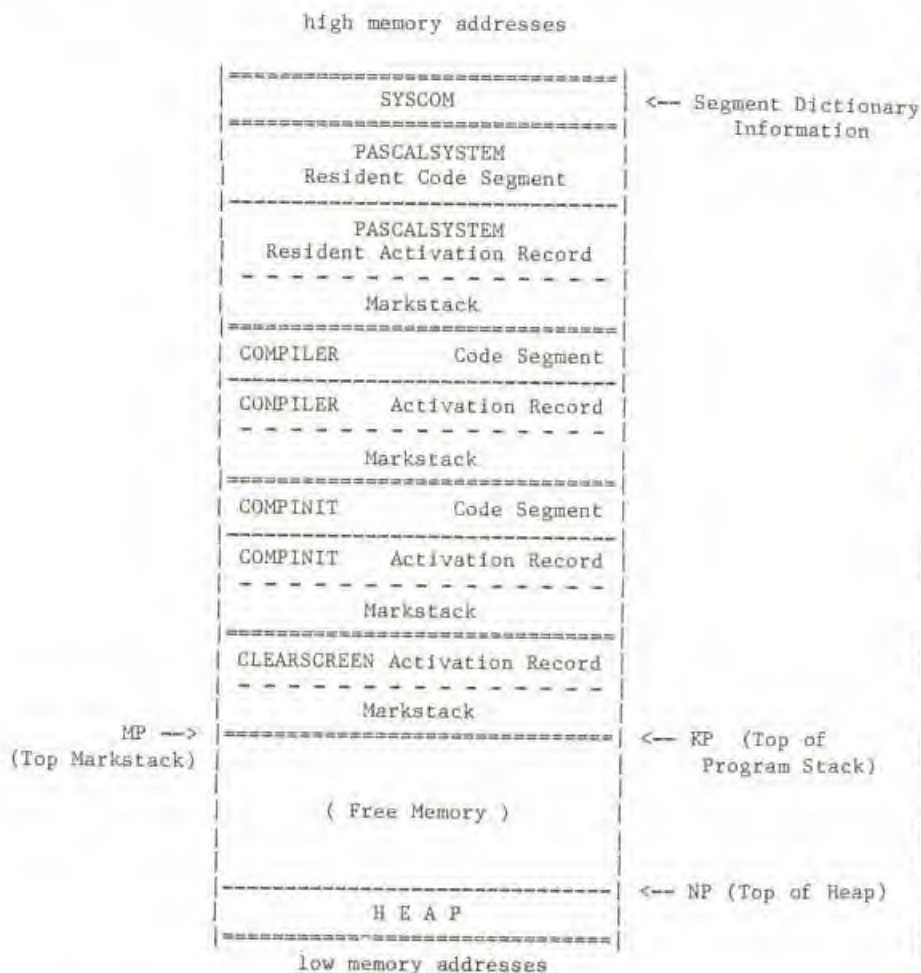 high memory addresses
SYSCOM
<-- Segment Dictionary
Information
PASCALSYSTEM
Resident Code Segment
PASCALSYSTEM
Resident Activation Record
Markstack
COMPILER Code Segment
COMPILER Activation Record
Markstack
COMPINIT Code Segment
COMPINIT Activation Record
Markstack
CLEARSCREEN Activation Record
Markstack
MP -->
(Top Markstack)
<-- KP (Top of
Program Stack)
( Free Memory )
<-- NP (Top of Heap)
H E A P
low memory addresses